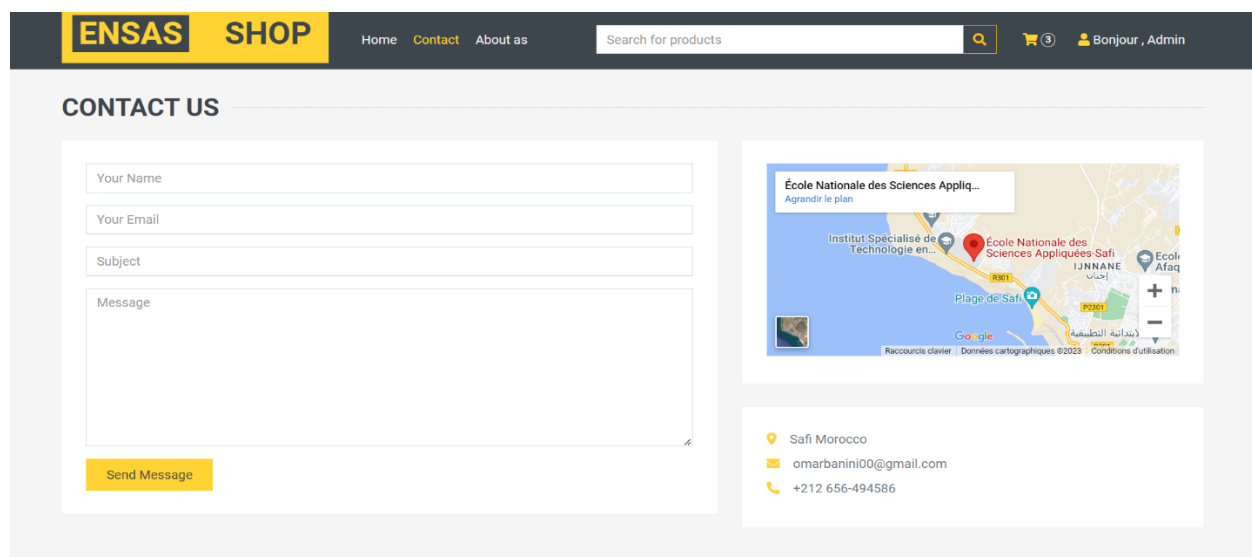 ENSAS SHOP
Home Contact About as
Search for products
3
Bonjour , Admin
CONTACT US
Your Name
Your Email
Subject
Message
Send Message
École Nationale des Sciences Appliq...
Agrandir le plan
Institut Spécialisé de
Technologie en...
École Nationale des
Sciences Appliquées-Safi
IJNNANE
إجنان
Ecole
Afaq
R301
Plage de Safi
P2301
Google
Raccourcis clavier
Données cartographiques ©2023
Conditions d'utilisation
Safi Morocco
omarbanini00@gmail.com
+212 656-494586